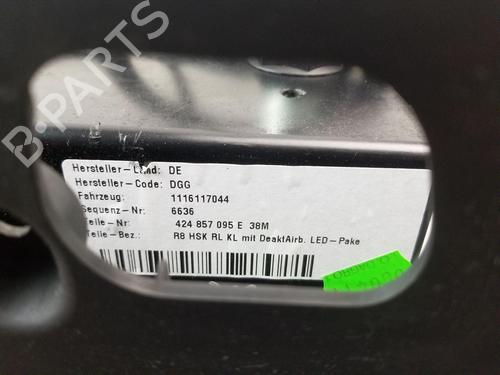 B-PARTS
Hersteller-Land: DE
Hersteller-Code: DGG
Fahrzeug: 1116117044
Sequenz-Nr: 6636
Teile-Nr: 424 857 095 E 38M
Teile-Bez.: R8 HSK RL KL mit DeaktAirb. LED-Pake